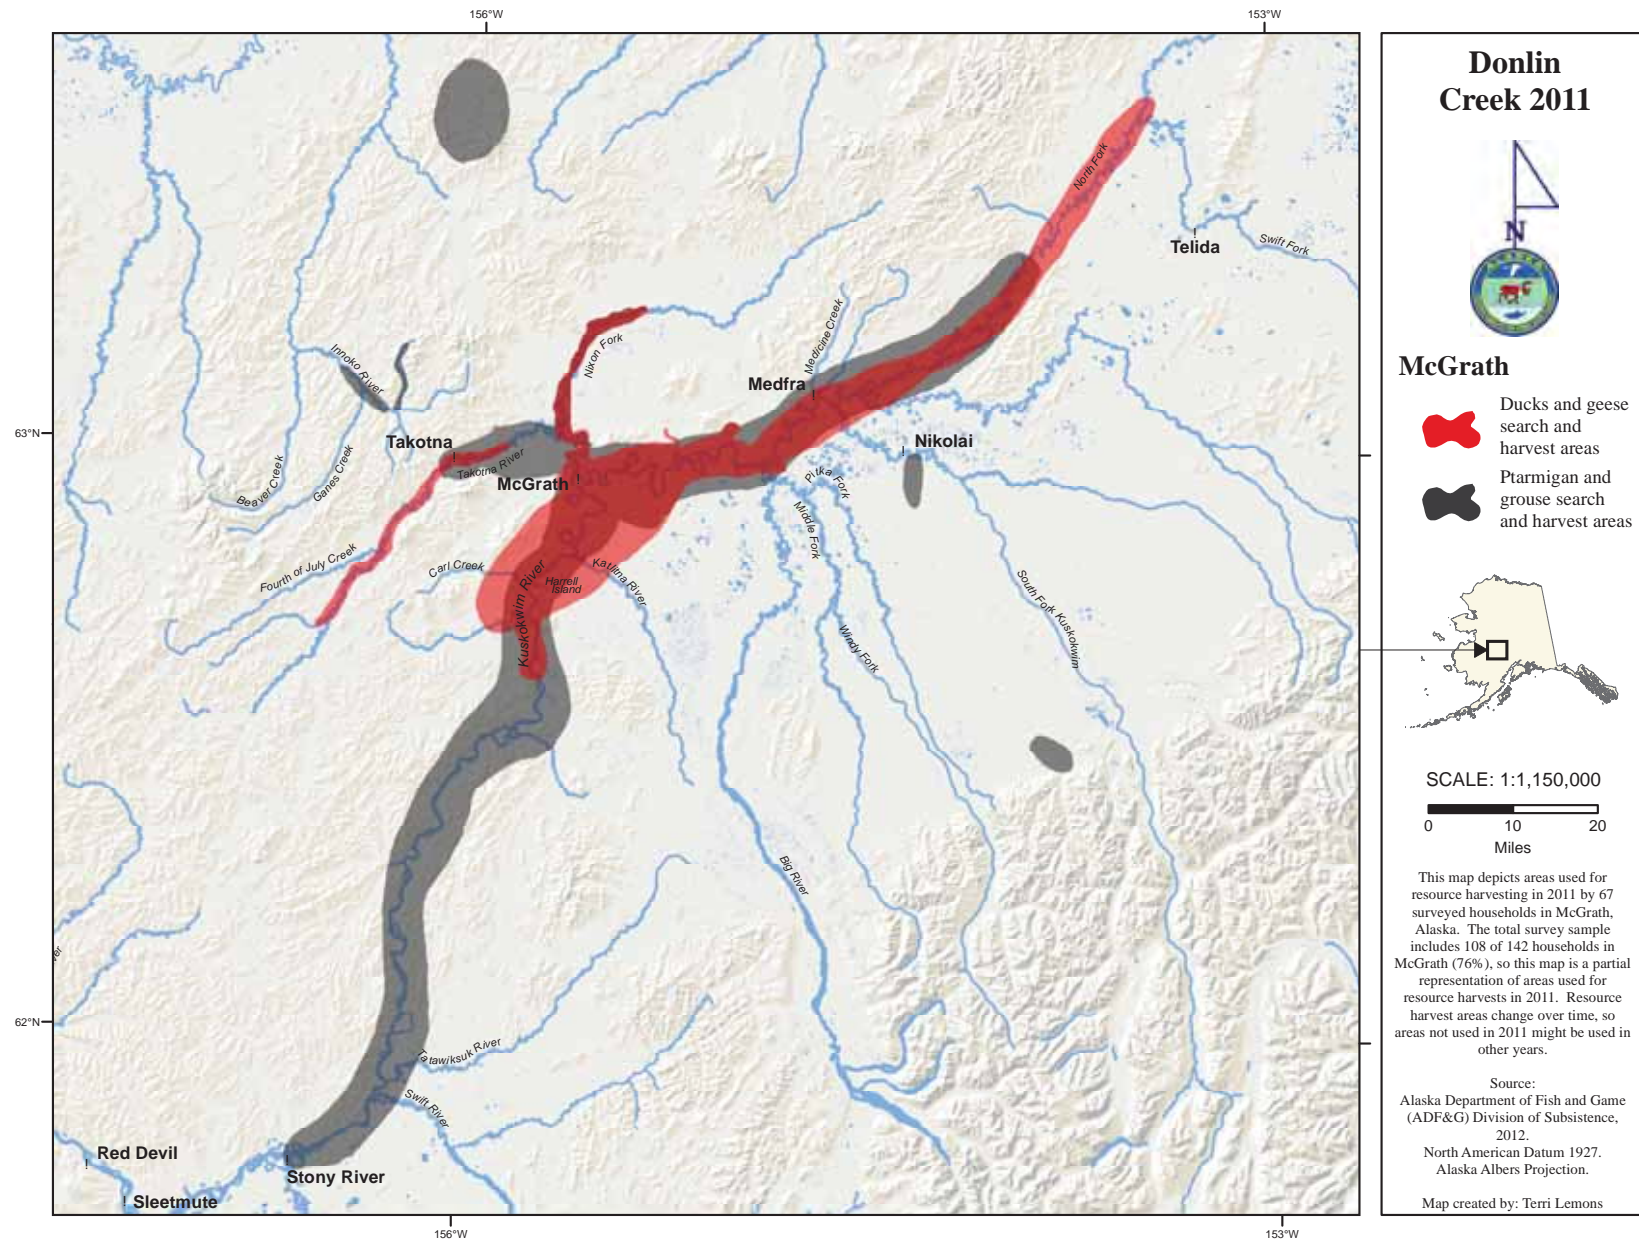 156°W
153°W
Donlin
Creek 2011
N
North Fork
Telida
Swift Fork
McGrath
Innoko River
Nixon Fork
Medicine Creek
Medfra
Ducks and geese
search and
harvest areas
63°N
Takotna
Nikolai
Takotna River
McGrath
Beaver Creek
Ganes Creek
Pitka Fork
Middle Fork
Ptarmigan and
grouse search
and harvest areas
Fourth of July Creek
Carl Creek
Katlitna River
Harrell
Island
Kuskokwim River
South Fork Kuskokwim
Windy Fork
SCALE: 1:1,150,000
0 10 20
Miles
Big River
This map depicts areas used for
resource harvesting in 2011 by 67
surveyed households in McGrath,
Alaska. The total survey sample
includes 108 of 142 households in
McGrath (76%), so this map is a partial
representation of areas used for
resource harvests in 2011. Resource
harvest areas change over time, so
areas not used in 2011 might be used in
other years.
62°N
Tatawiksuk River
Swift River
Source:
Alaska Department of Fish and Game
(ADF&G) Division of Subsistence,
2012.
North American Datum 1927.
Alaska Albers Projection.
Red Devil
Stony River
Sleetmute
Map created by: Terri Lemons
156°W
153°W